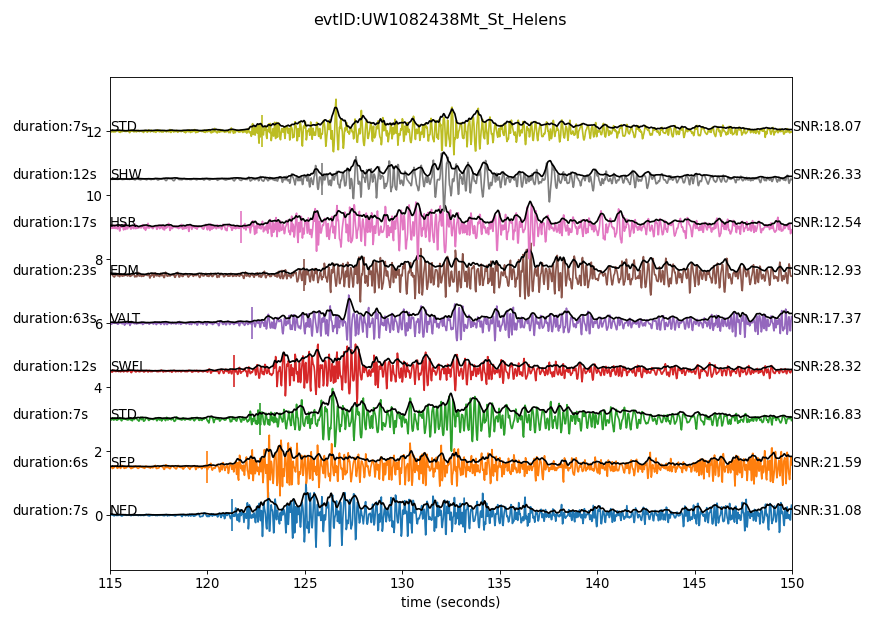 evtID:UW1082438Mt_St_Helens
duration:7s STD SNR:18.07
12
duration:12s SHW SNR:26.33
10
duration:17s HSR SNR:12.54
8
duration:23s EDM SNR:12.93
duration:63s VALT SNR:17.37
6
duration:12s SWFL SNR:28.32
4
duration:7s STD SNR:16.83
2
duration:6s SEP SNR:21.59
duration:7s NED SNR:31.08
0
115 120 125 130 135 140 145 150
time (seconds)